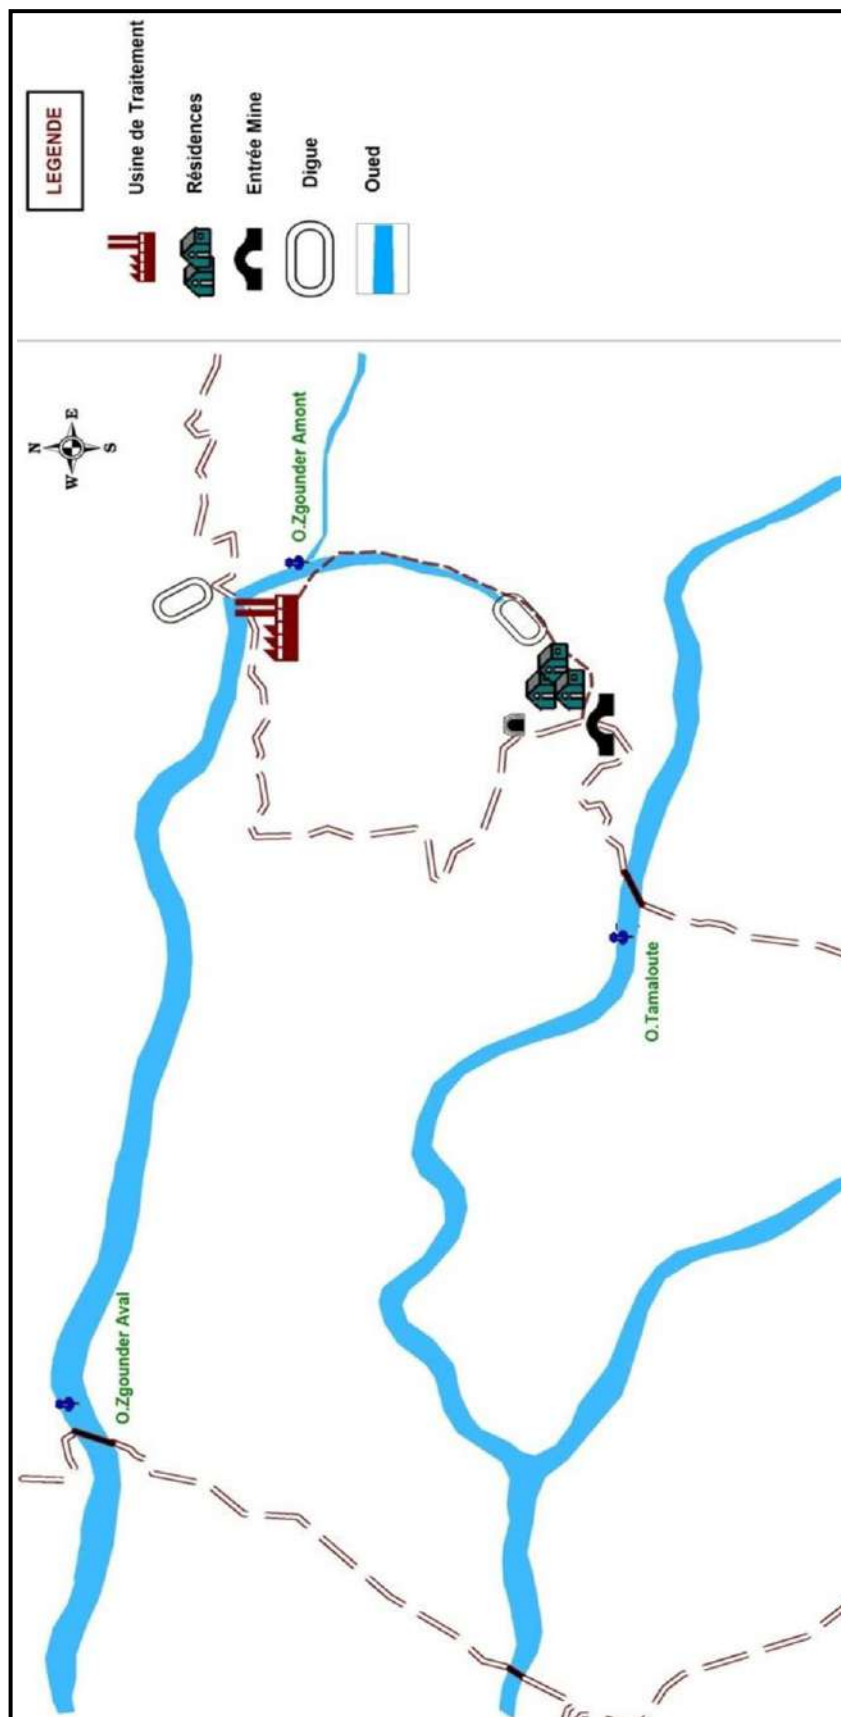 LEGENDE
Usine de Traitement
Résidences
Entrée Mine
Digue
Oued
N
E
S
W
O.Zgounder Amont
O.Zgounder Aval
O.Tamaloute